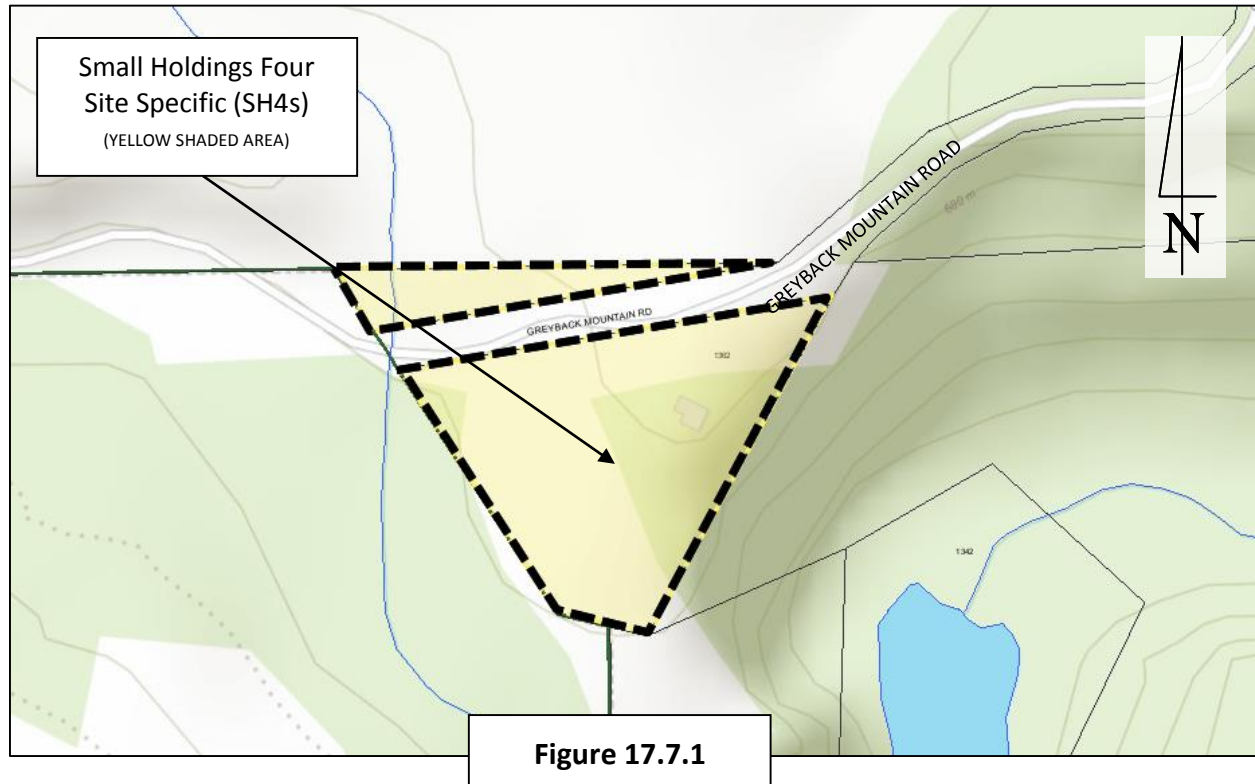 Small Holdings Four
Site Specific (SH4s)
(YELLOW SHADED AREA)
N
GREYBACK MOUNTAIN ROAD
690 m
GREYBACK MOUNTAIN RD
1362
1342
Figure 17.7.1